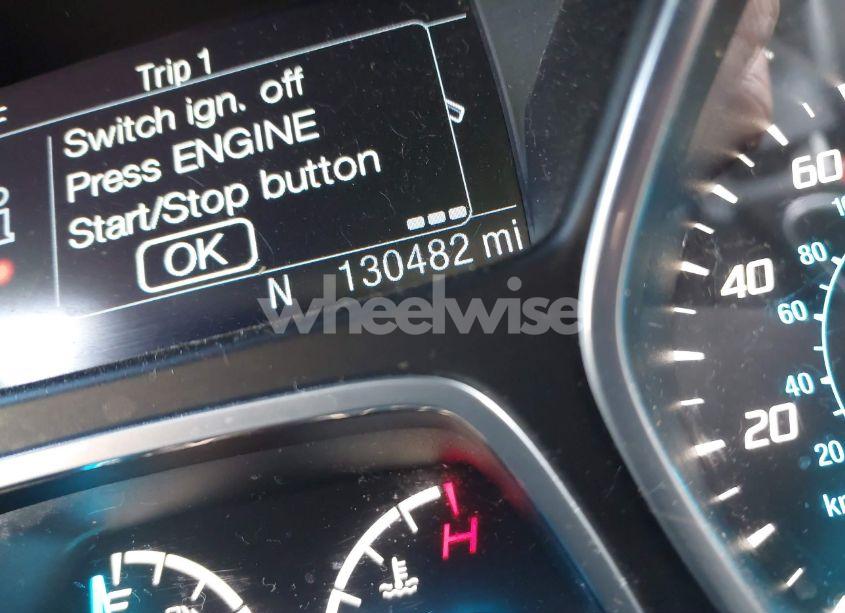 Trip 1
Switch ign. off
Press ENGINE
Start/Stop button
OK
N 130482 mi
wheelwise
60
40
20
80
60
40
20
H